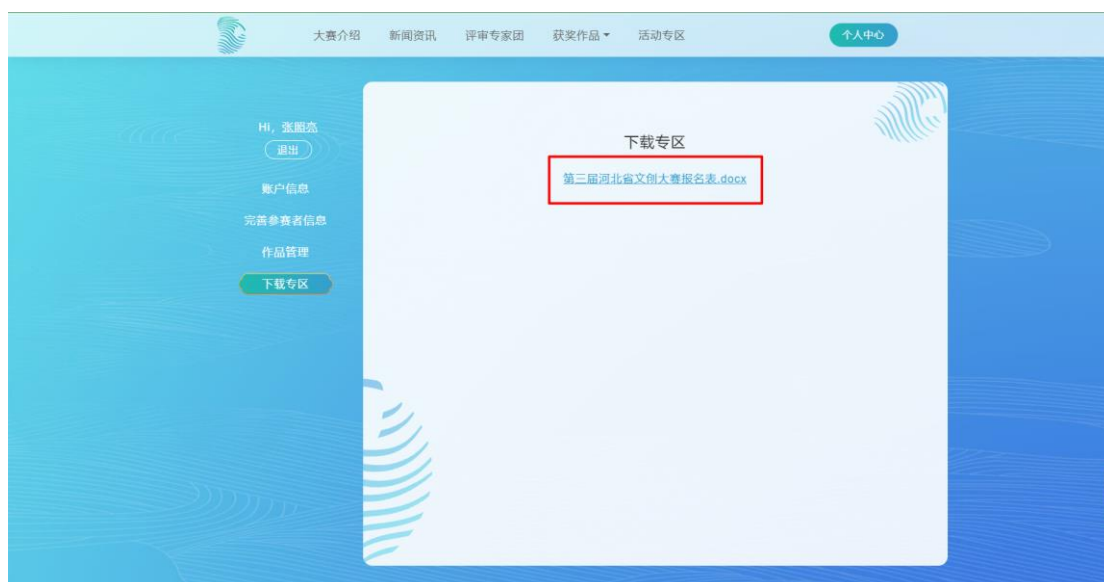 大赛介绍 新闻资讯 评审专家团 获奖作品 活动专区 个人中心
Hi, 张照亮
退出
账户信息
完善参赛者信息
作品管理
下载专区
下载专区
第三届河北省文创大赛报名表.docx